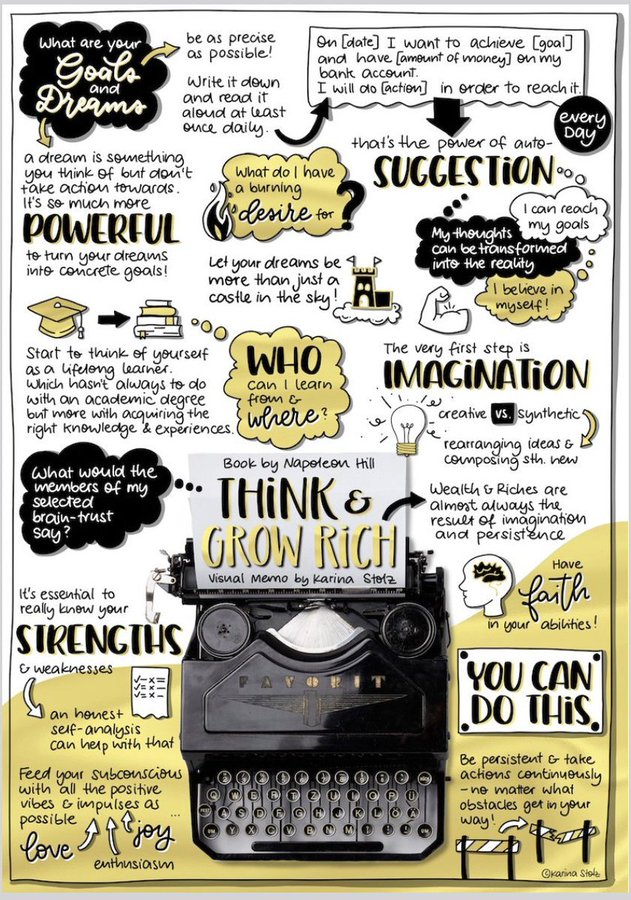 What are your
Goals
and
Dreams
be as precise
as possible!
Write it down
and read it
aloud at least
once daily.
On [date] I want to achieve [goal]
and have [amount of money] on my
bank account.
I will do [action] in order to reach it.
every
Day
that's the power of auto-
SUGGESTION
a dream is something
you think of but don't
take action towards.
It's so much more
POWERFUL
to turn your dreams
into concrete goals!
What do I have
a burning
desire for
?
I can reach
my goals
My thoughts
can be transformed
into the reality
I believe in
myself!
Let your dreams be
more than just a
castle in the sky!
Start to think of yourself
as a lifelong learner.
Which hasn't always to do
with an academic degree
but more with acquiring the
right knowledge & experiences.
WHO
can I learn
from &
where?
The very first step is
IMAGINATION
creative vs. synthetic
rearranging ideas &
composing sth. new
What would the
members of my
selected
brain-trust
say?
Book by Napoleon Hill
THINK &
GROW RICH
Visual Memo by Karina Stolz
Wealth & Riches are
almost always the
result of imagination
and persistence
Have
faith
in your abilities!
It's essential to
really know your
STRENGTHS
& weaknesses
an honest
self-analysis
can help with that
YOU CAN
DO THIS
FAVORIT
Feed your subconscious
with all the positive
vibes & impulses as
possible ...
love
joy
enthusiasm
Be persistent & take
actions continuously
- no matter what
obstacles get in your
way!
Q W E R T Z U I O P Ü
A S D F G H J K L Ö Ä
Y X C V B N M
©Karina Stolz